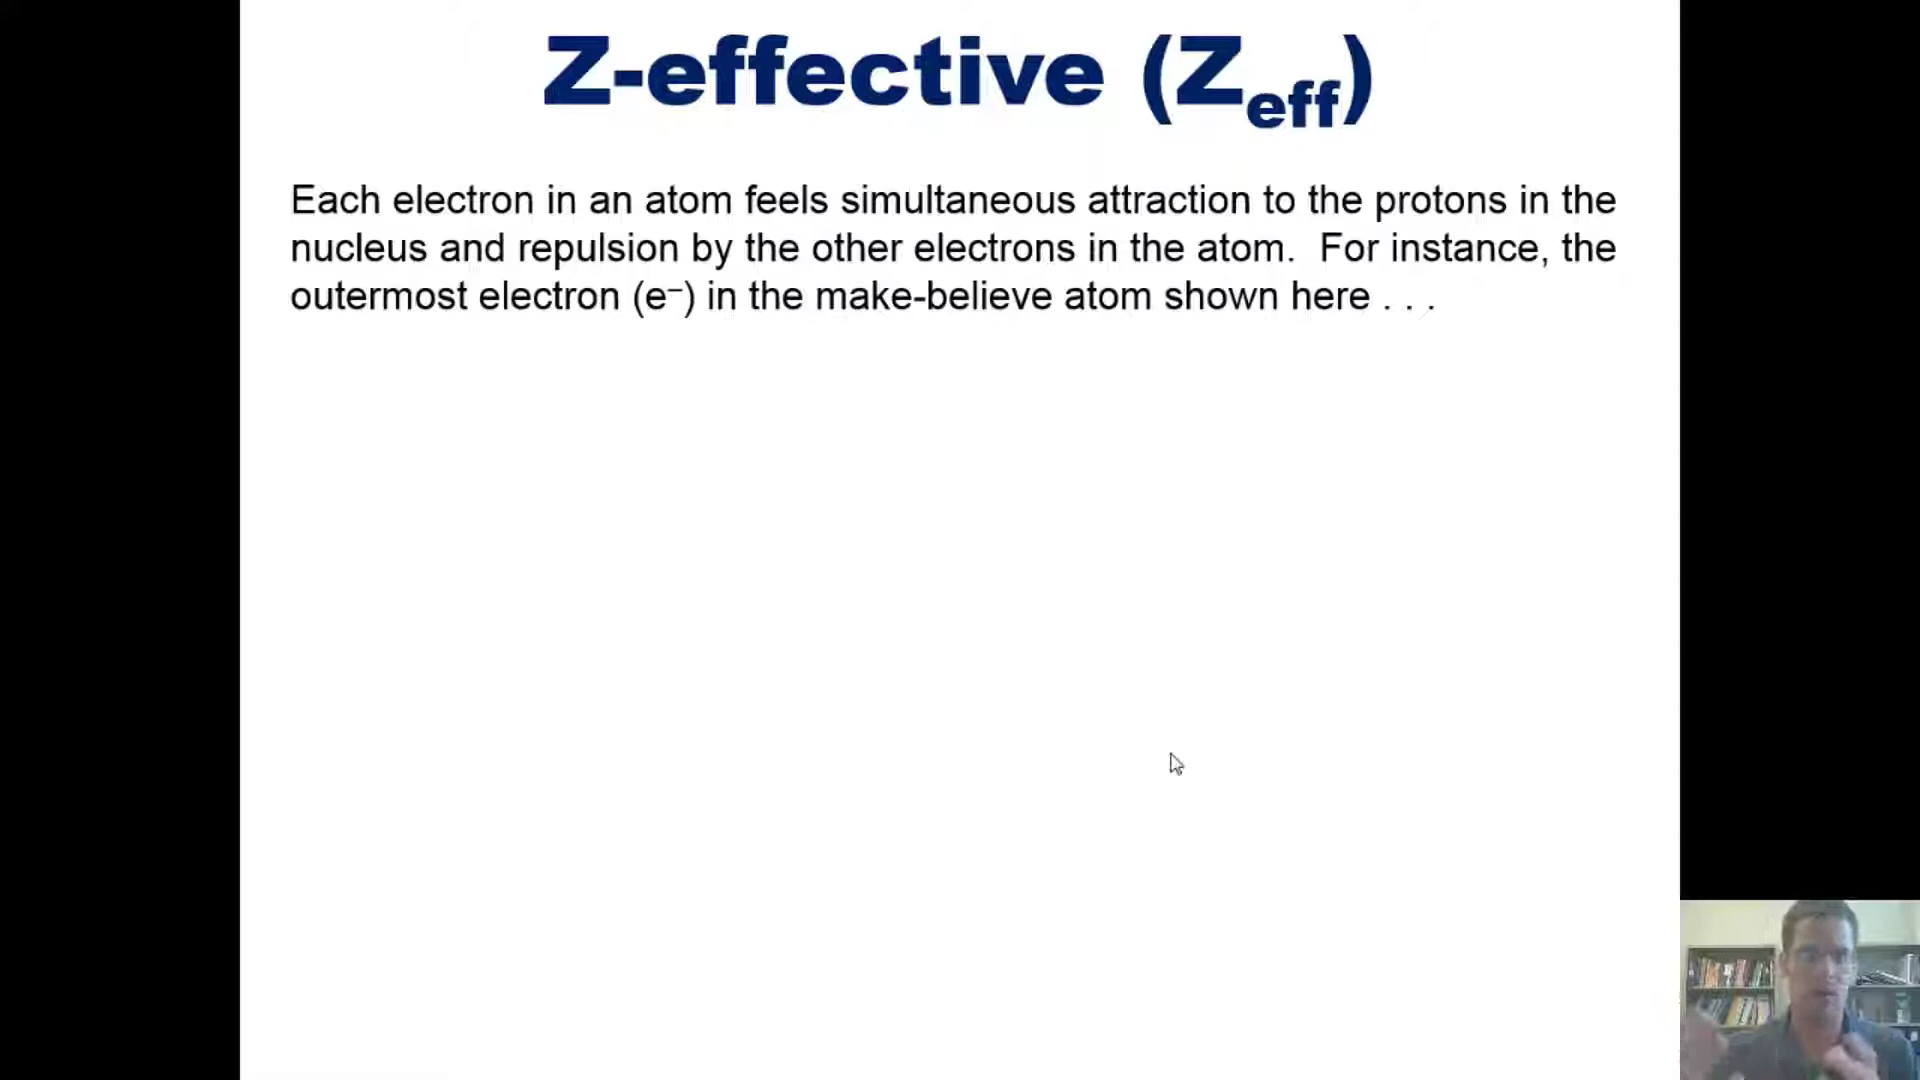 Z-effective (Zeff)
Each electron in an atom feels simultaneous attraction to the protons in the
nucleus and repulsion by the other electrons in the atom. For instance, the
outermost electron (e⁻) in the make-believe atom shown here . . .